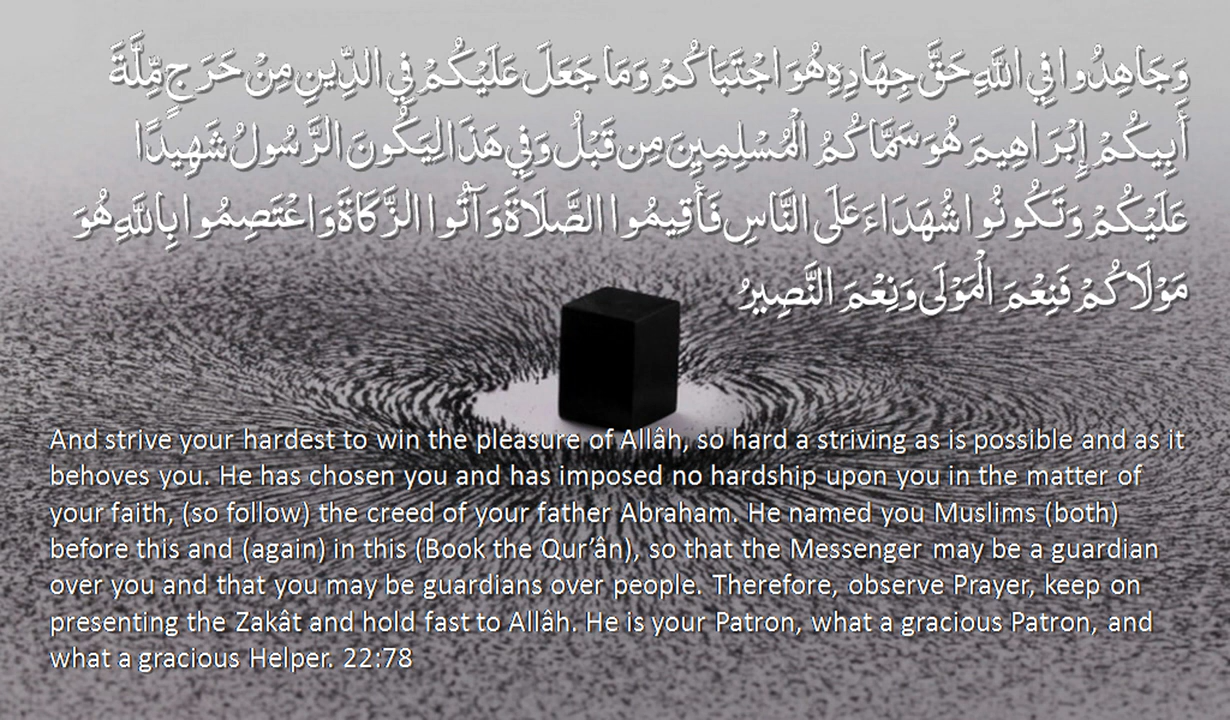 وَجَاهِدُوا فِي اللَّهِ حَقَّ جِهَادِهِ هُوَ اجْتَبَاكُمْ وَمَا جَعَلَ عَلَيْكُمْ فِي الدِّينِ مِنْ حَرَجٍ مِّلَّةَ
أَبِيكُمْ إِبْرَاهِيمَ هُوَ سَمَّاكُمُ الْمُسْلِمِينَ مِن قَبْلُ وَفِي هَذَا لِيَكُونَ الرَّسُولُ شَهِيدًا
عَلَيْكُمْ وَتَكُونُوا شُهَدَاءَ عَلَى النَّاسِ فَأَقِيمُوا الصَّلَاةَ وَآتُوا الزَّكَاةَ وَاعْتَصِمُوا بِاللَّهِ هُوَ
مَوْلَاكُمْ فَنِعْمَ الْمَوْلَى وَنِعْمَ النَّصِيرُ
And strive your hardest to win the pleasure of Allâh, so hard a striving as is possible and as it
behoves you. He has chosen you and has imposed no hardship upon you in the matter of
your faith, (so follow) the creed of your father Abraham. He named you Muslims (both)
before this and (again) in this (Book the Qur’ân), so that the Messenger may be a guardian
over you and that you may be guardians over people. Therefore, observe Prayer, keep on
presenting the Zakât and hold fast to Allâh. He is your Patron, what a gracious Patron, and
what a gracious Helper. 22:78